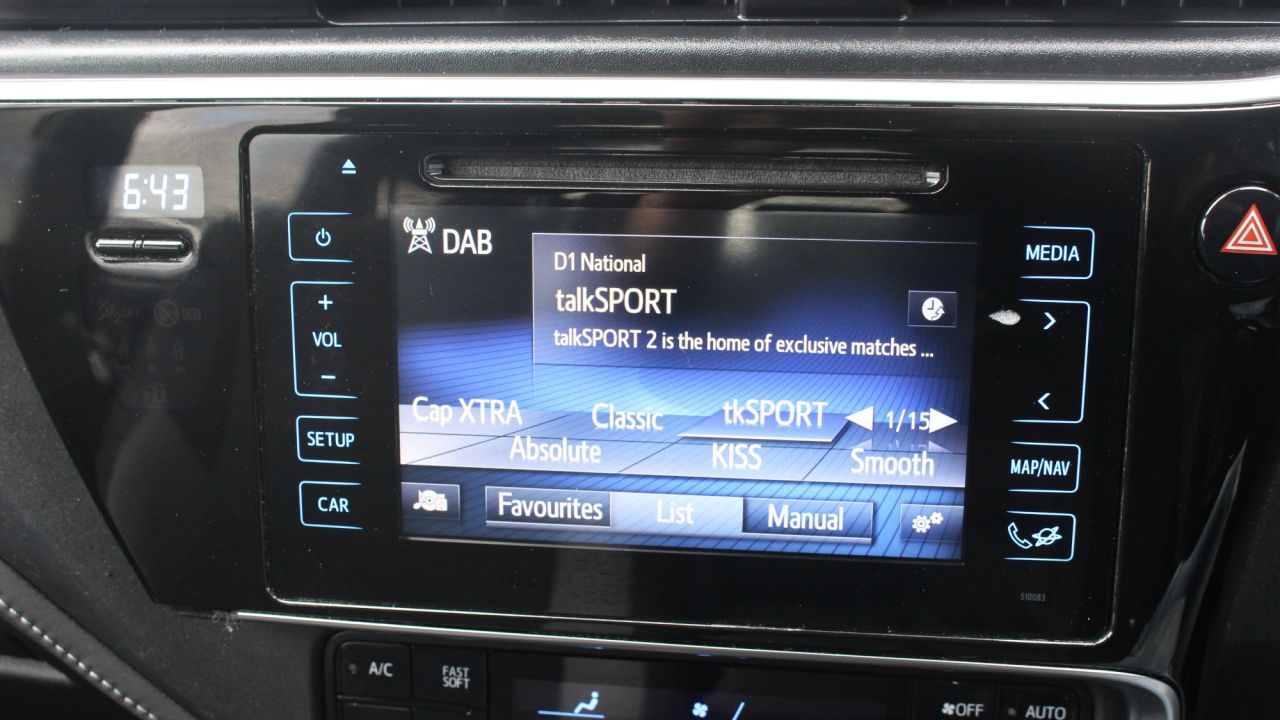 6:43
DAB
D1 National
talkSPORT
talkSPORT 2 is the home of exclusive matches ...
Cap XTRA Classic tkSPORT 1/15
Absolute KISS Smooth
Favourites List Manual
+
VOL
−
SETUP
CAR
MEDIA
>
<
MAP/NAV
510083
A/C
FAST
SOFT
OFF
AUTO